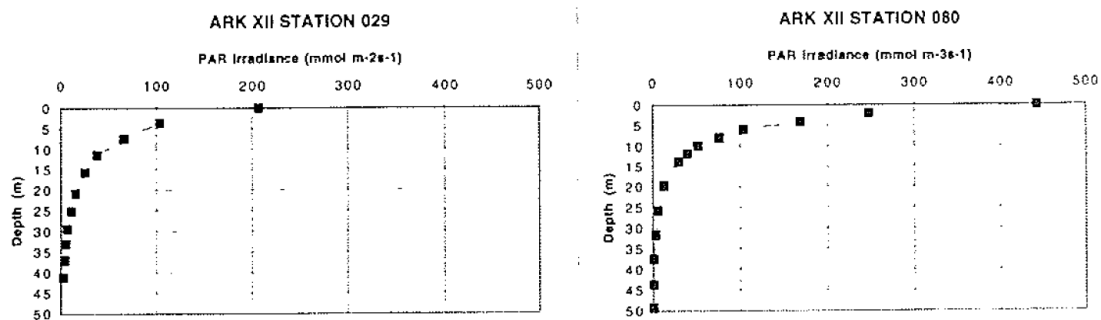 ARK XII STATION 029
PAR Irradiance (mmol m-2s-1)
0 100 200 300 400 500
0
5
10
15
20
25
30
35
40
45
50
Depth (m)
ARK XII STATION 080
PAR Irradiance (mmol m-3s-1)
0 100 200 300 400 500
0
5
10
15
20
25
30
35
40
45
50
Depth (m)